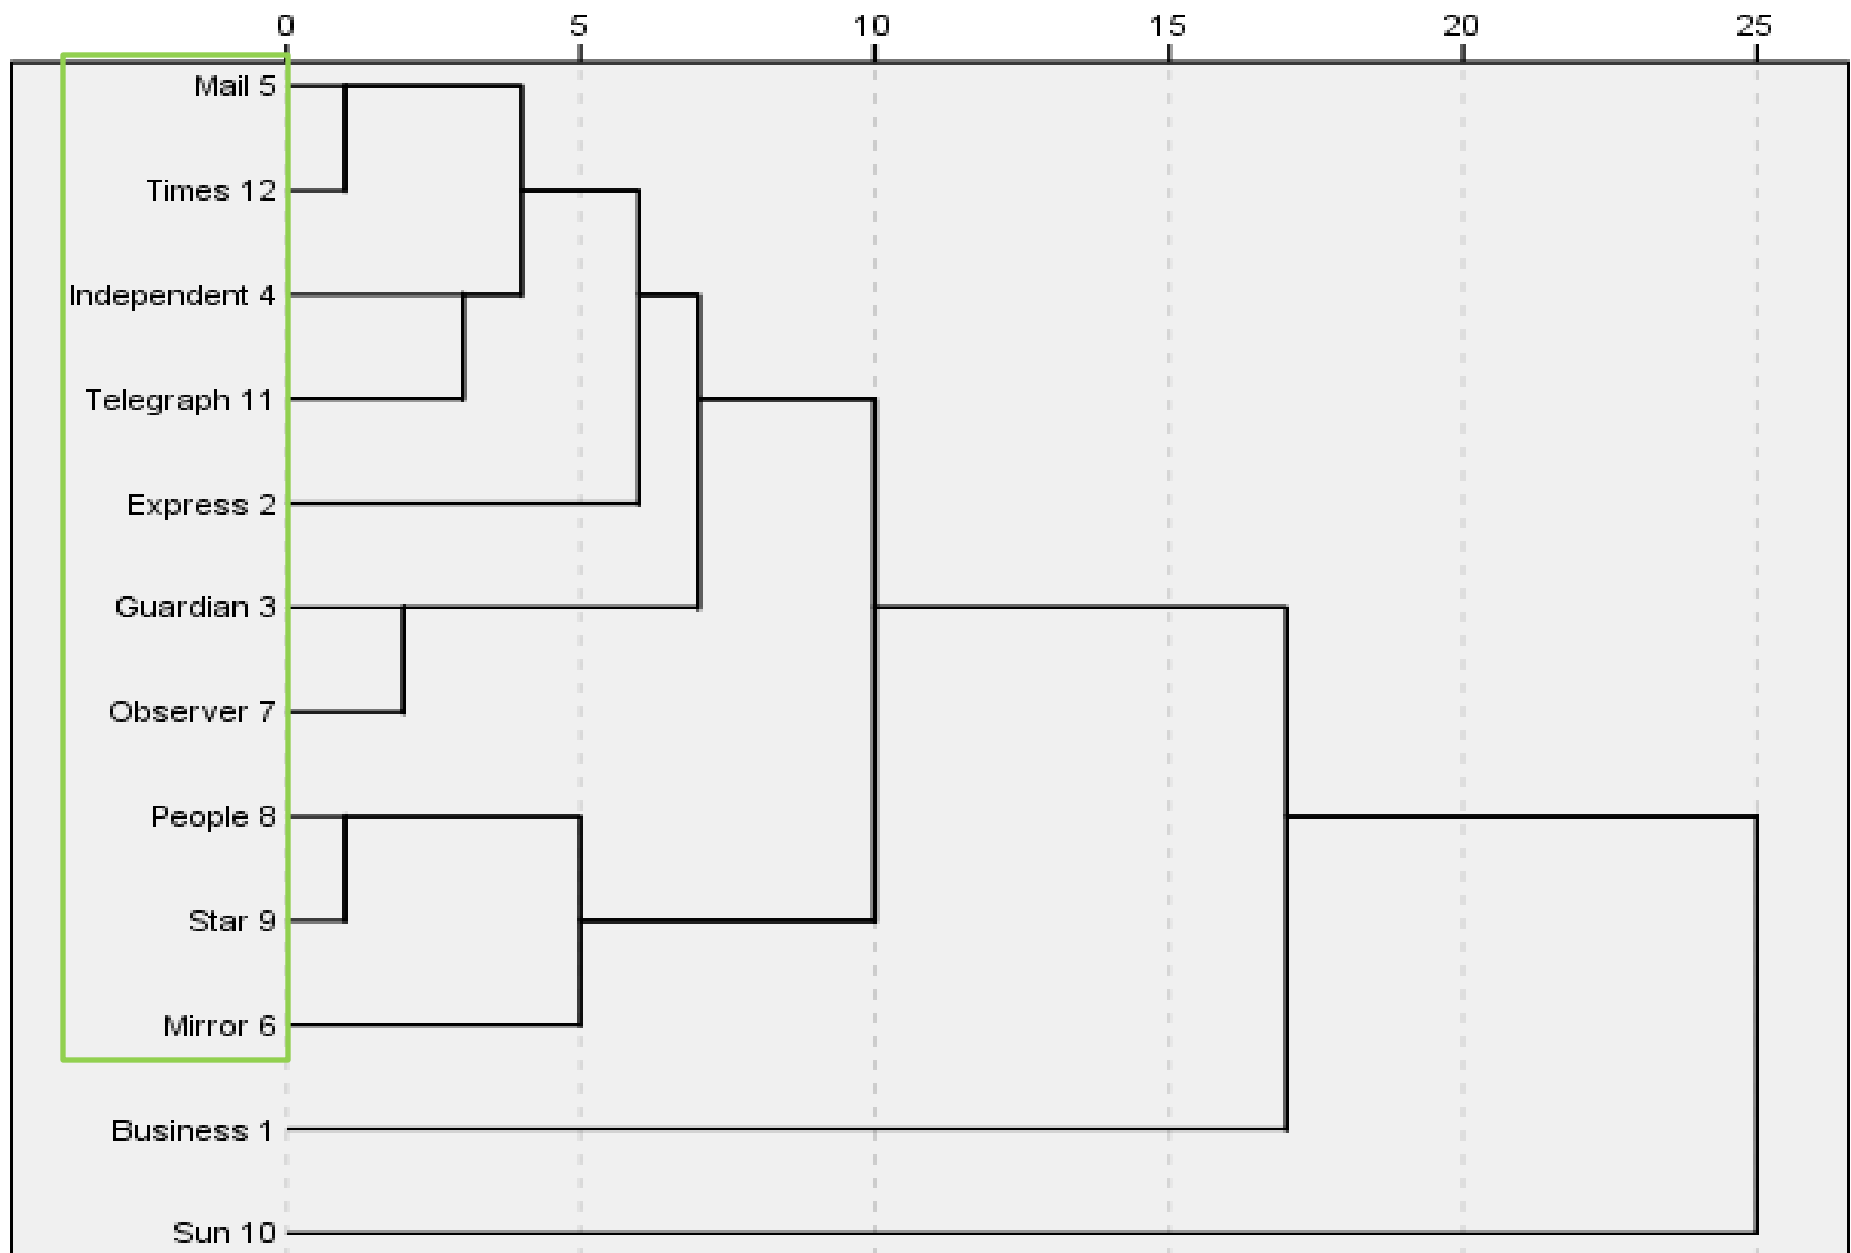 0 5 10 15 20 25
Mail 5
Times 12
Independent 4
Telegraph 11
Express 2
Guardian 3
Observer 7
People 8
Star 9
Mirror 6
Business 1
Sun 10